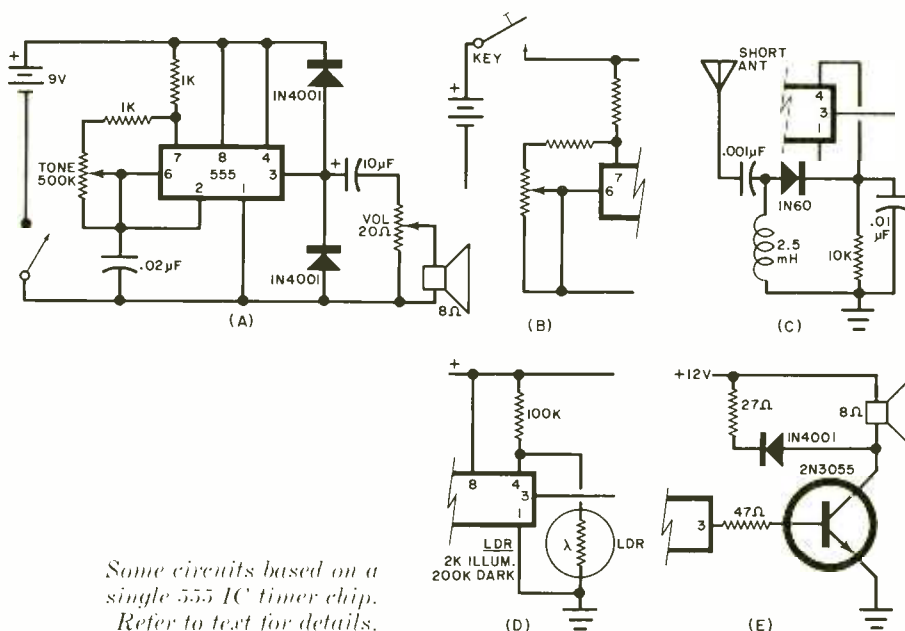 +
9V
1K
1K
TONE
500K
7
8
4
6
555
3
2
1
.02µF
1N4001
+
10µF
VOL
20Ω
1N4001
8Ω
(A)
KEY
+
7
6
(B)
SHORT
ANT
4
3
1
.001µF
1N60
2.5
mH
10K
.01
µF
(C)
+
100K
8
4
3
1
LDR
2K ILLUM.
200K DARK
λ
LDR
(D)
+12V
27Ω
1N4001
8Ω
2N3055
3
47Ω
(E)
Some circuits based on a
single 555 IC timer chip.
Refer to text for details.